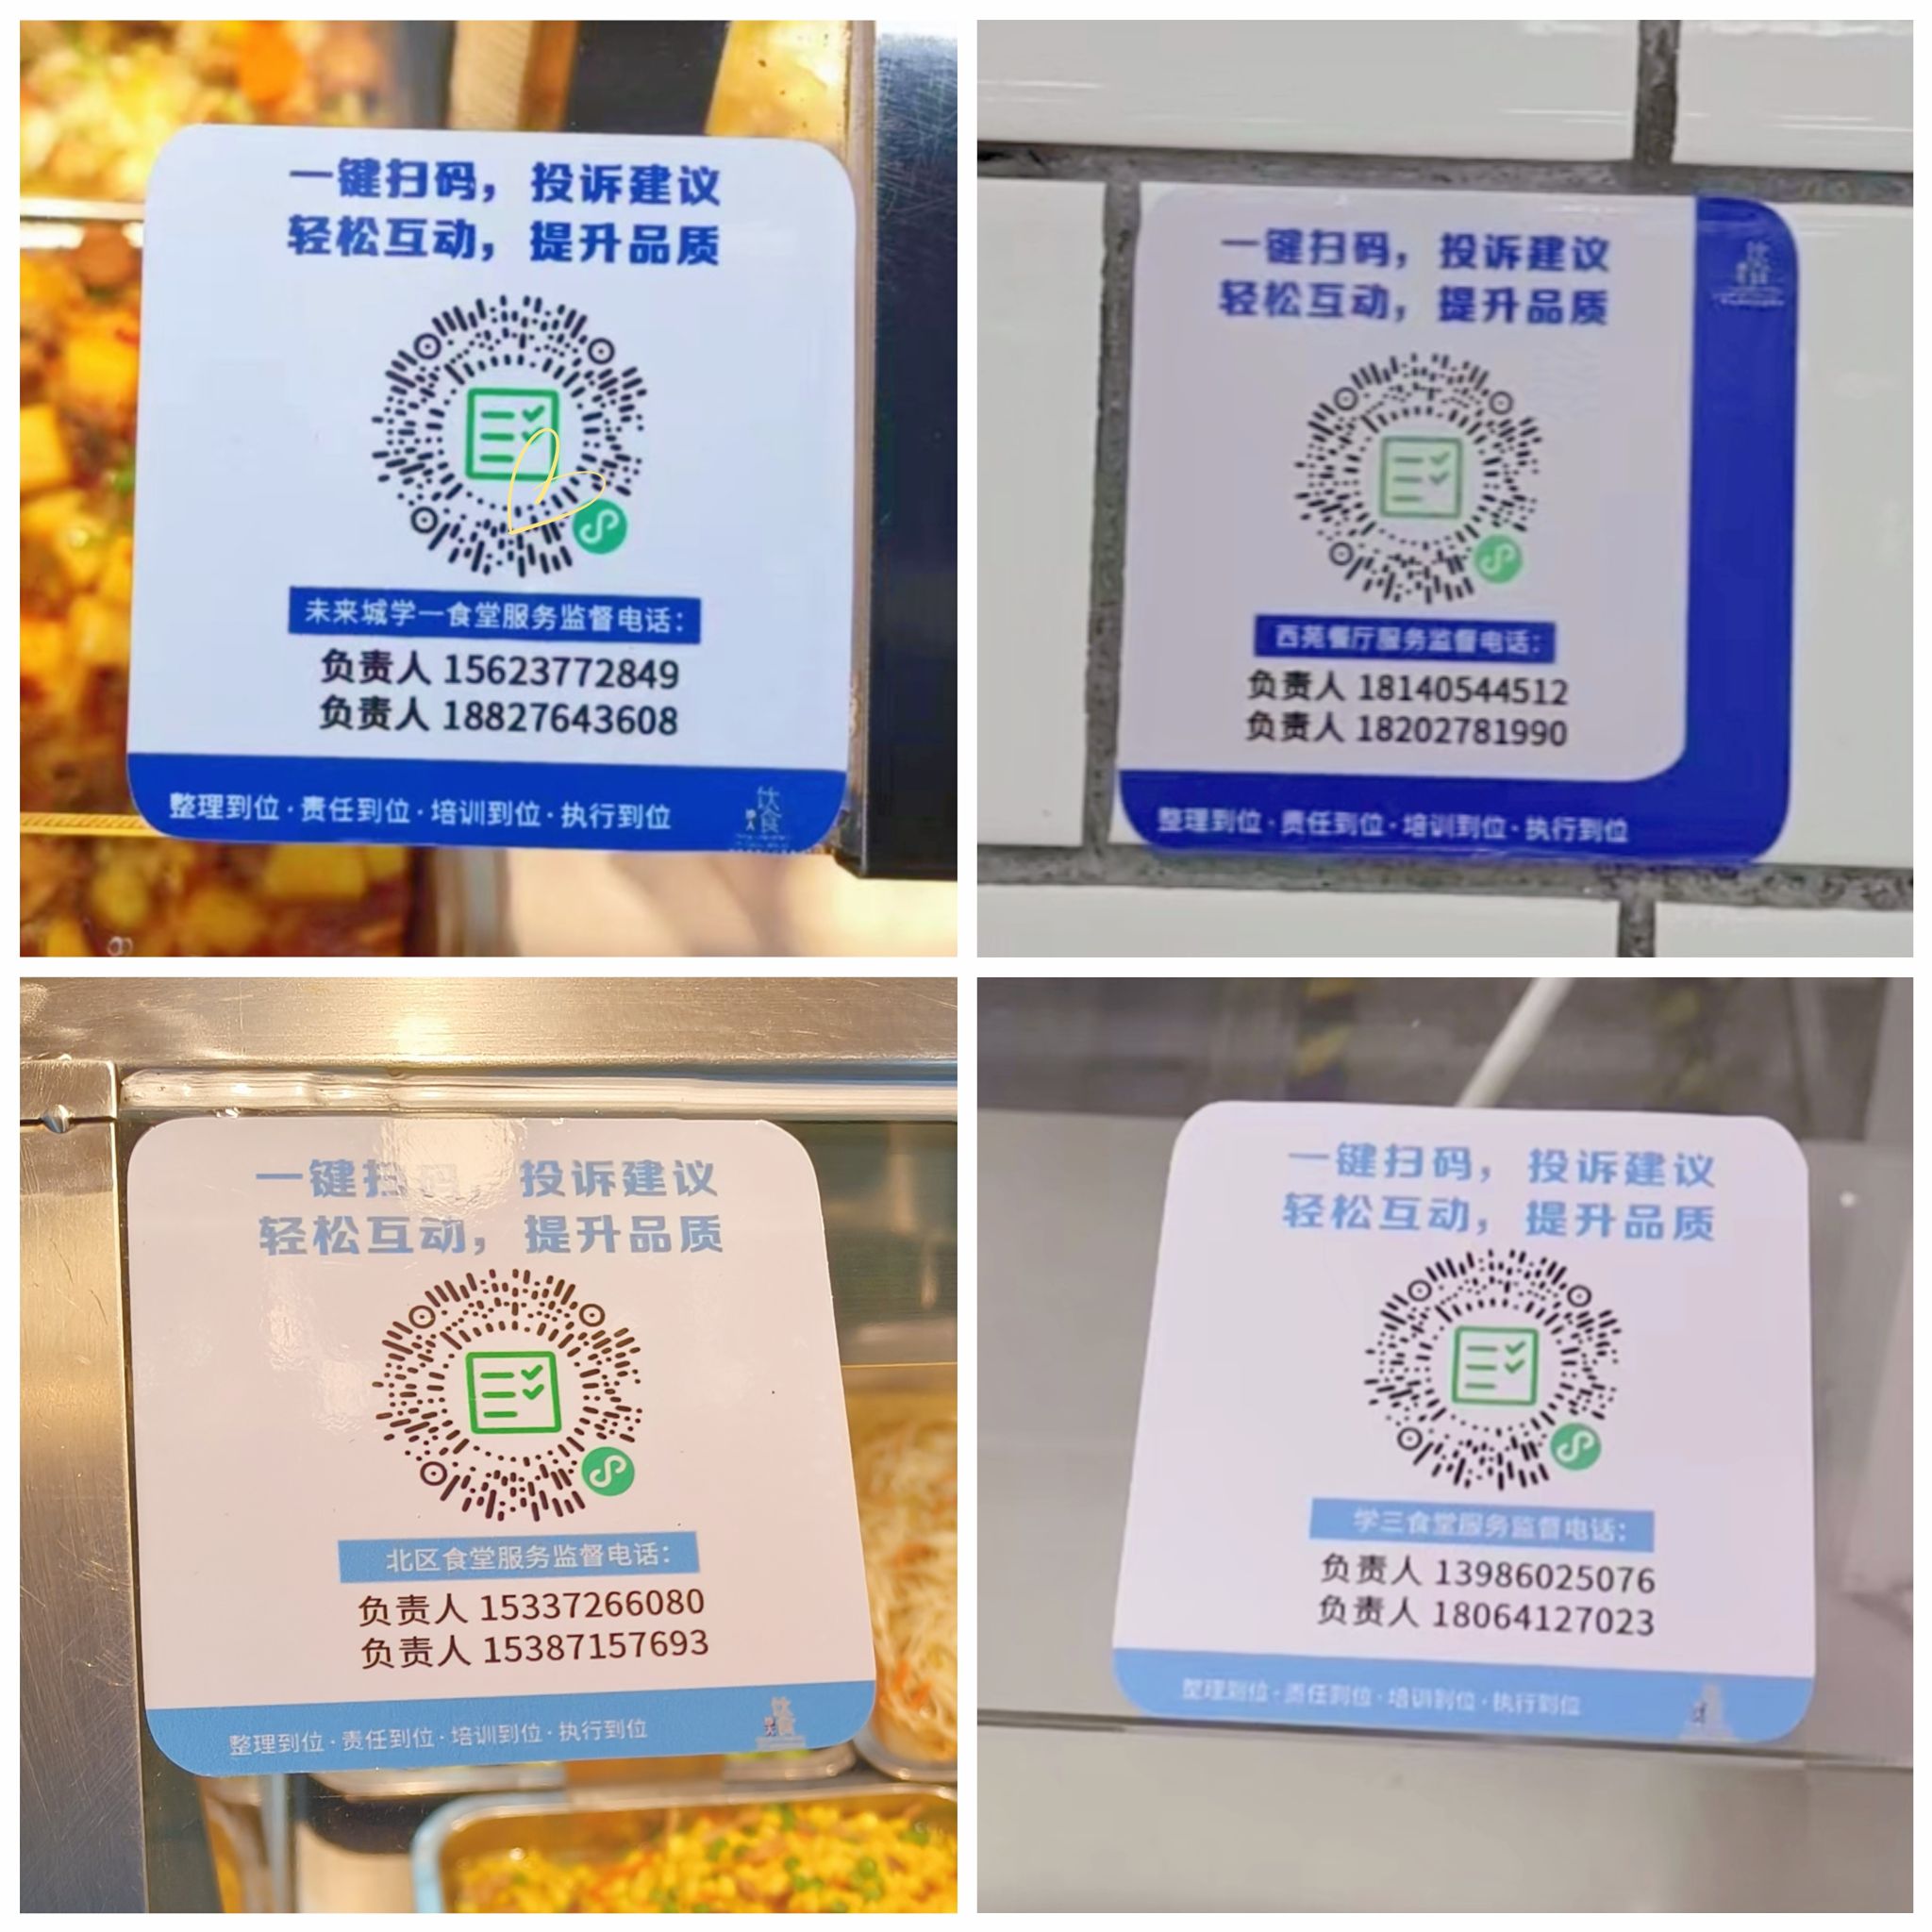 一键扫码，投诉建议
轻松互动，提升品质
未来城学一食堂服务监督电话：
负责人 15623772849
负责人 18827643608
整理到位·责任到位·培训到位·执行到位
饮食
一键扫码，投诉建议
轻松互动，提升品质
西苑餐厅服务监督电话：
负责人 18140544512
负责人 18202781990
整理到位·责任到位·培训到位·执行到位
饮食
一键扫码 投诉建议
轻松互动，提升品质
北区食堂服务监督电话：
负责人 15337266080
负责人 15387157693
整理到位·责任到位·培训到位·执行到位
饮食
一键扫码，投诉建议
轻松互动，提升品质
学三食堂服务监督电话：
负责人 13986025076
负责人 18064127023
整理到位·责任到位·培训到位·执行到位